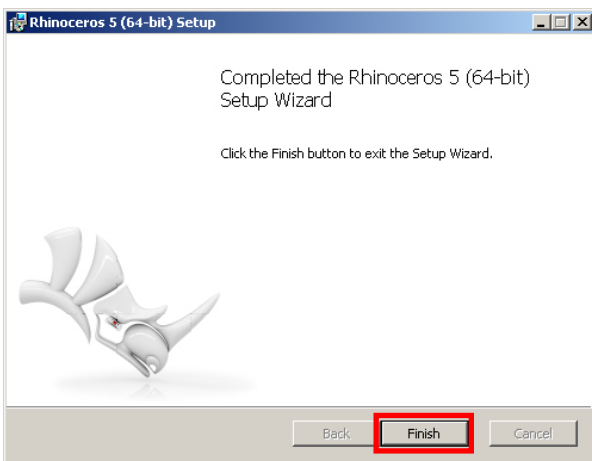 Rhinoceros 5 (64-bit) Setup
Completed the Rhinoceros 5 (64-bit)
Setup Wizard
Click the Finish button to exit the Setup Wizard.
Back Finish Cancel